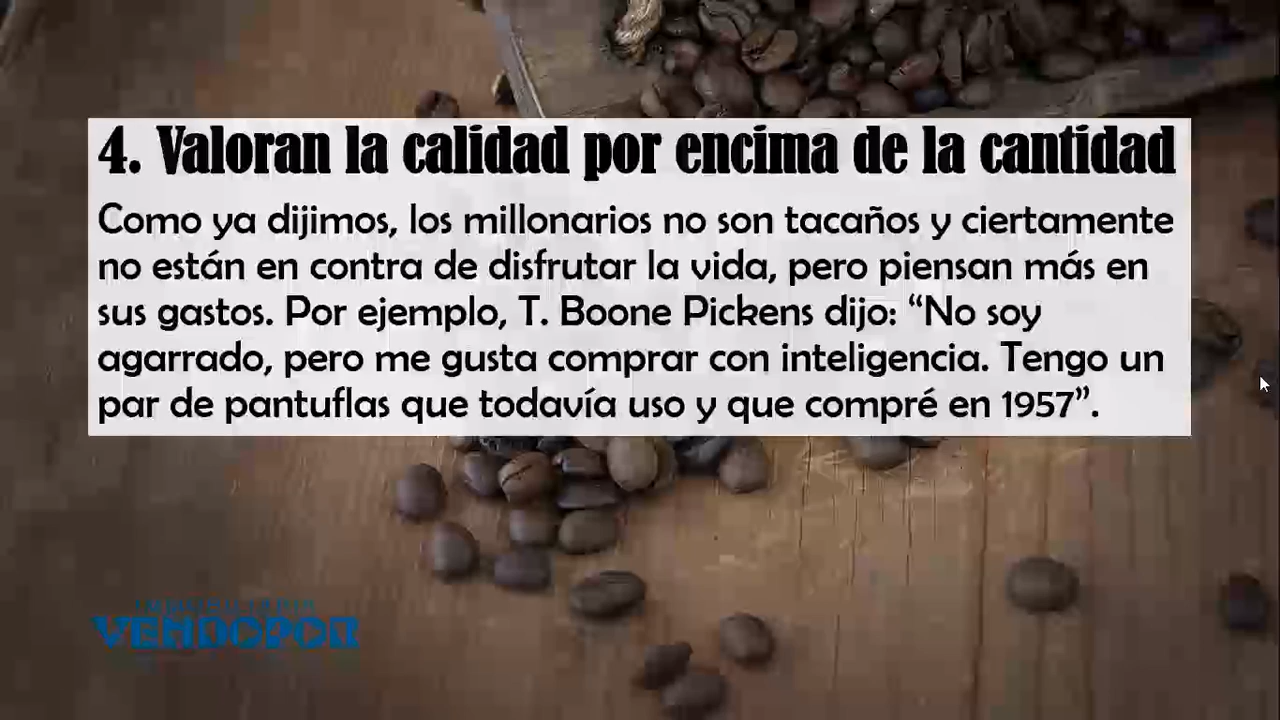 4. Valoran la calidad por encima de la cantidad
Como ya dijimos, los millonarios no son tacaños y ciertamente
no están en contra de disfrutar la vida, pero piensan más en
sus gastos. Por ejemplo, T. Boone Pickens dijo: “No soy
agarrado, pero me gusta comprar con inteligencia. Tengo un
par de pantuflas que todavía uso y que compré en 1957”.
VENDOPOR